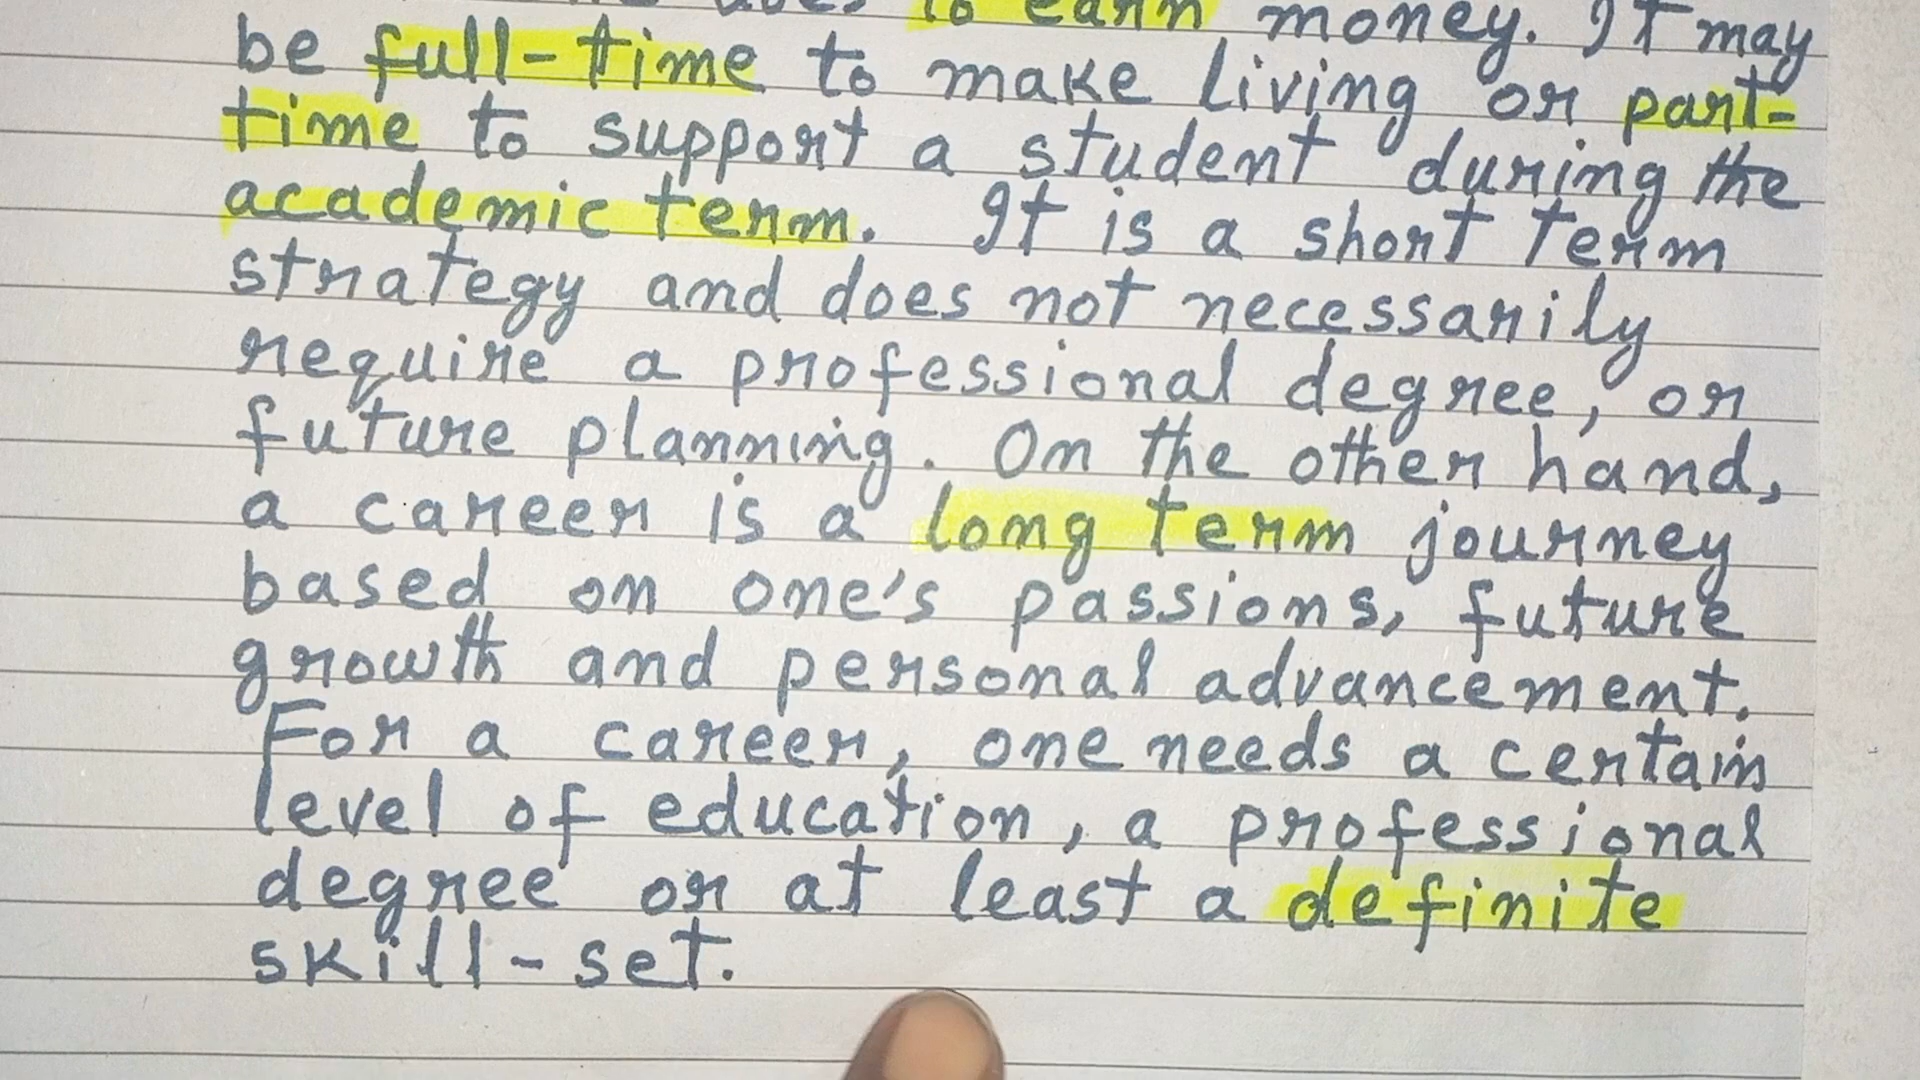 to earn money. It may
be full-time to make living or part-
time to support a student during the
academic term. It is a short term
strategy and does not necessarily
require a professional degree, or
future planning. On the other hand,
a career is a long term journey
based on one's passions, future
growth and personal advancement.
For a career, one needs a certain
level of education, a professional
degree or at least a definite
skill-set.